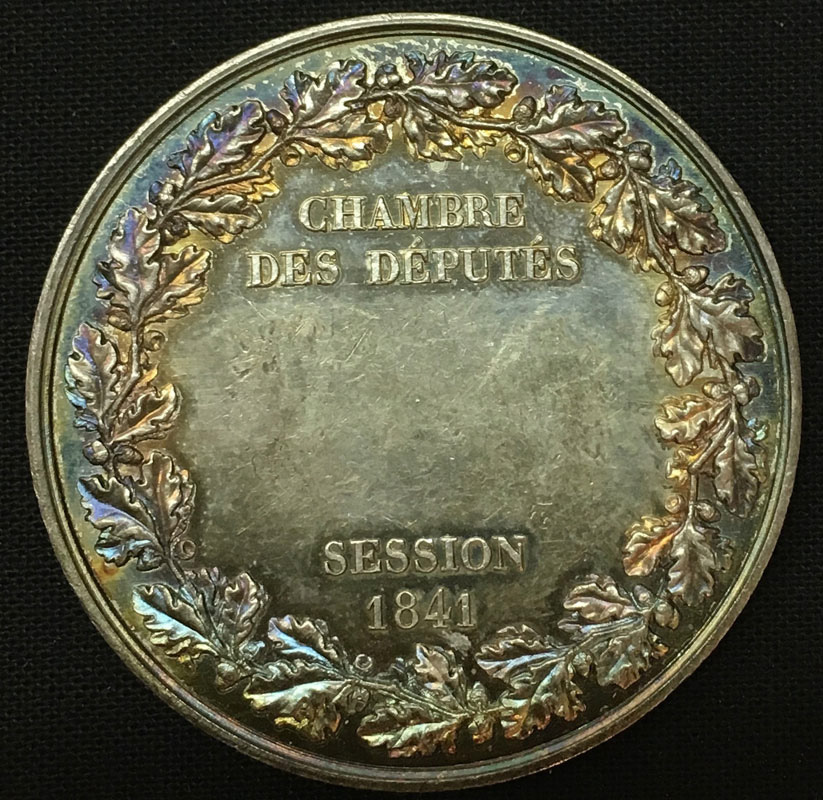 CHAMBRE
DES DÉPUTÉS
SESSION
1841